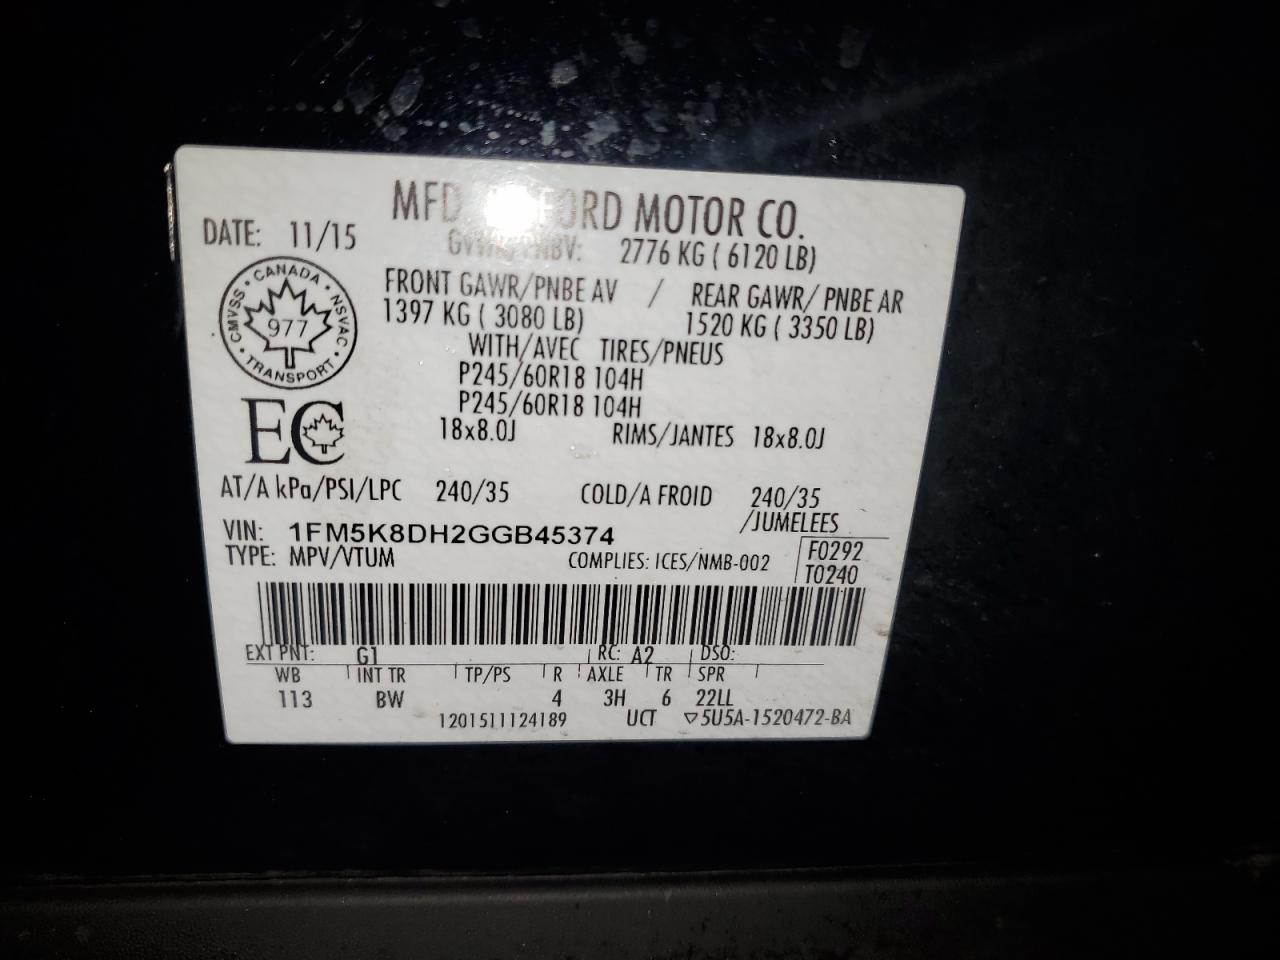 MFD FORD MOTOR CO.
DATE: 11/15
GVWR/PNBV: 2776 KG ( 6120 LB)
FRONT GAWR/PNBE AV / REAR GAWR/ PNBE AR
1397 KG ( 3080 LB) 1520 KG ( 3350 LB)
WITH/AVEC TIRES/PNEUS
P245/60R18 104H
P245/60R18 104H
18x8.0J RIMS/JANTES 18x8.0J
CANADA
CMVSS · NSVAC
977
TRANSPORT
EC
AT/A kPa/PSI/LPC 240/35 COLD/A FROID 240/35
/JUMELEES
VIN: 1FM5K8DH2GGB45374
TYPE: MPV/VTUM COMPLIES: ICES/NMB-002
F0292
T0240
EXT PNT: G1 RC: A2 DSO:
WB INT TR TP/PS R AXLE TR SPR
113 BW 4 3H 6 22LL
1201511124189 UCT ▽5U5A-1520472-BA